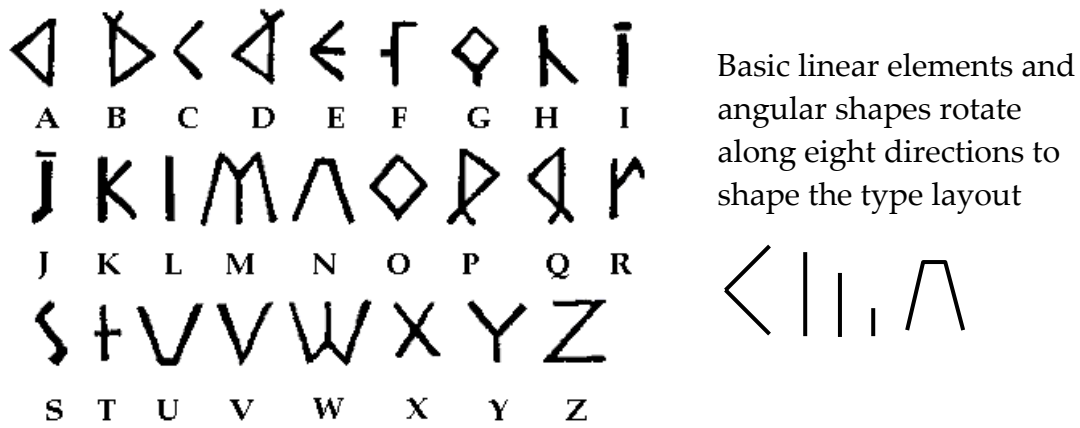 A B C D E F G H I
J K L M N O P Q R
S T U V W X Y Z
Basic linear elements and
angular shapes rotate
along eight directions to
shape the type layout